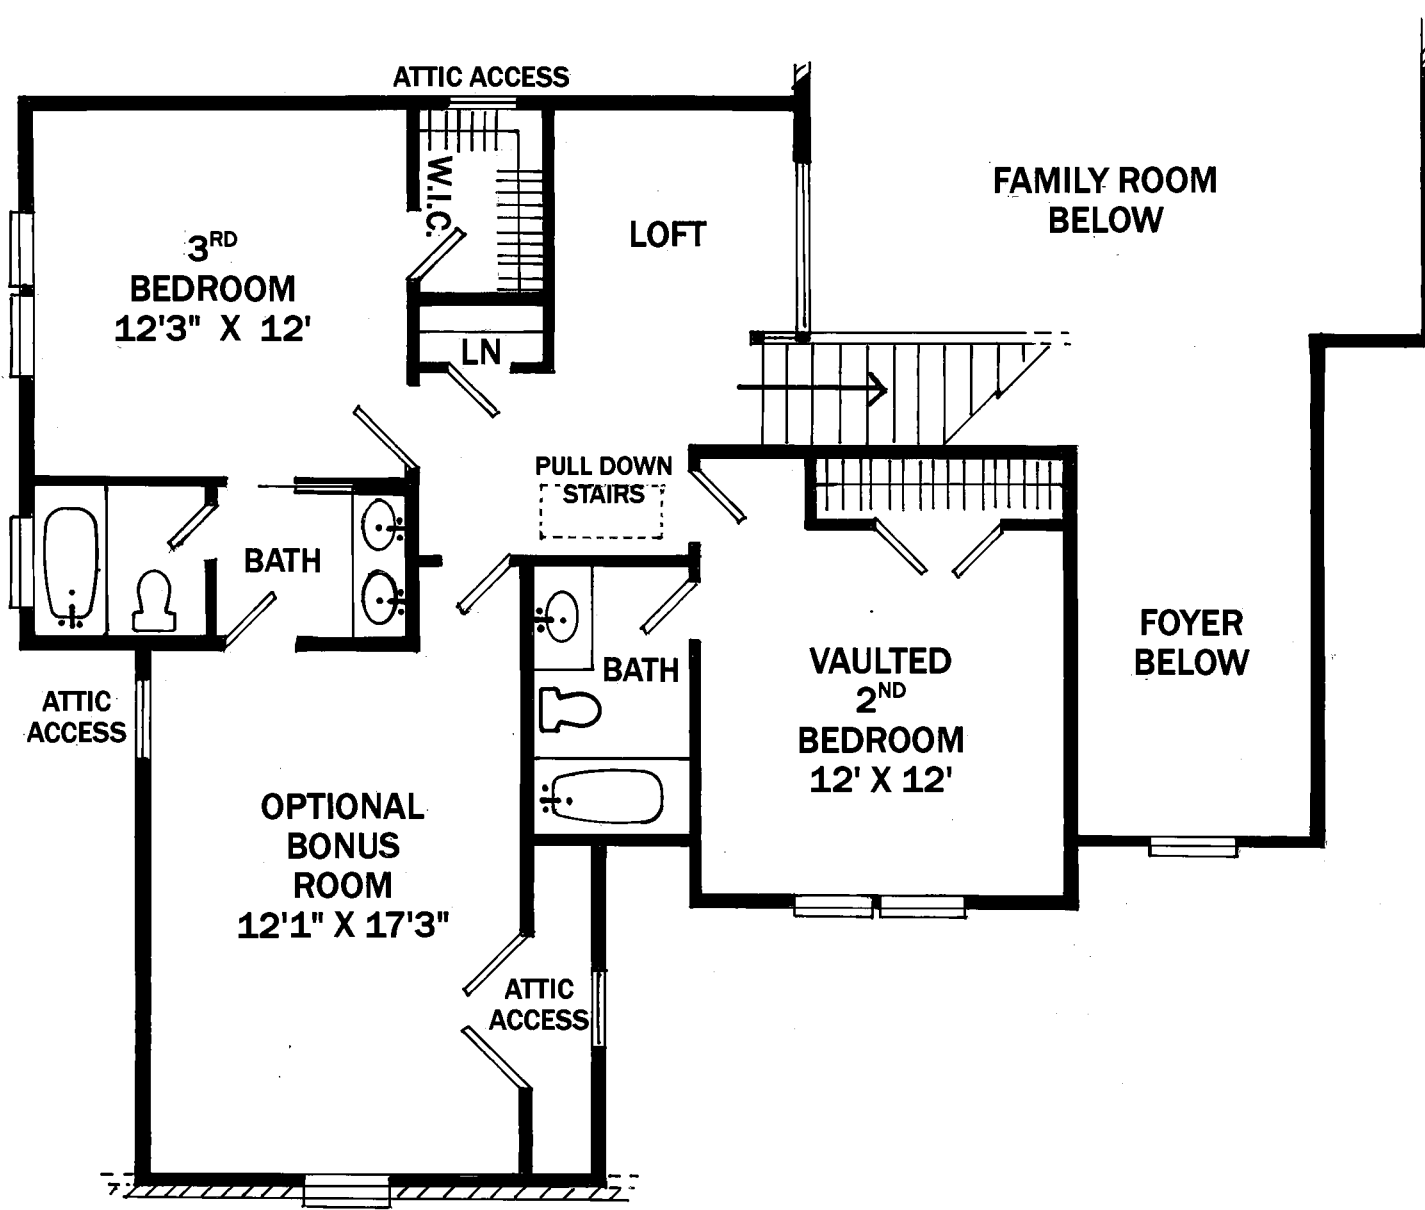 ATTIC ACCESS
FAMILY ROOM
BELOW
W.I.C.
LOFT
3RD
BEDROOM
12'3" X 12'
LN
PULL DOWN
STAIRS
BATH
FOYER
BELOW
BATH
VAULTED
2ND
BEDROOM
12' X 12'
ATTIC
ACCESS
OPTIONAL
BONUS
ROOM
12'1" X 17'3"
ATTIC
ACCESS